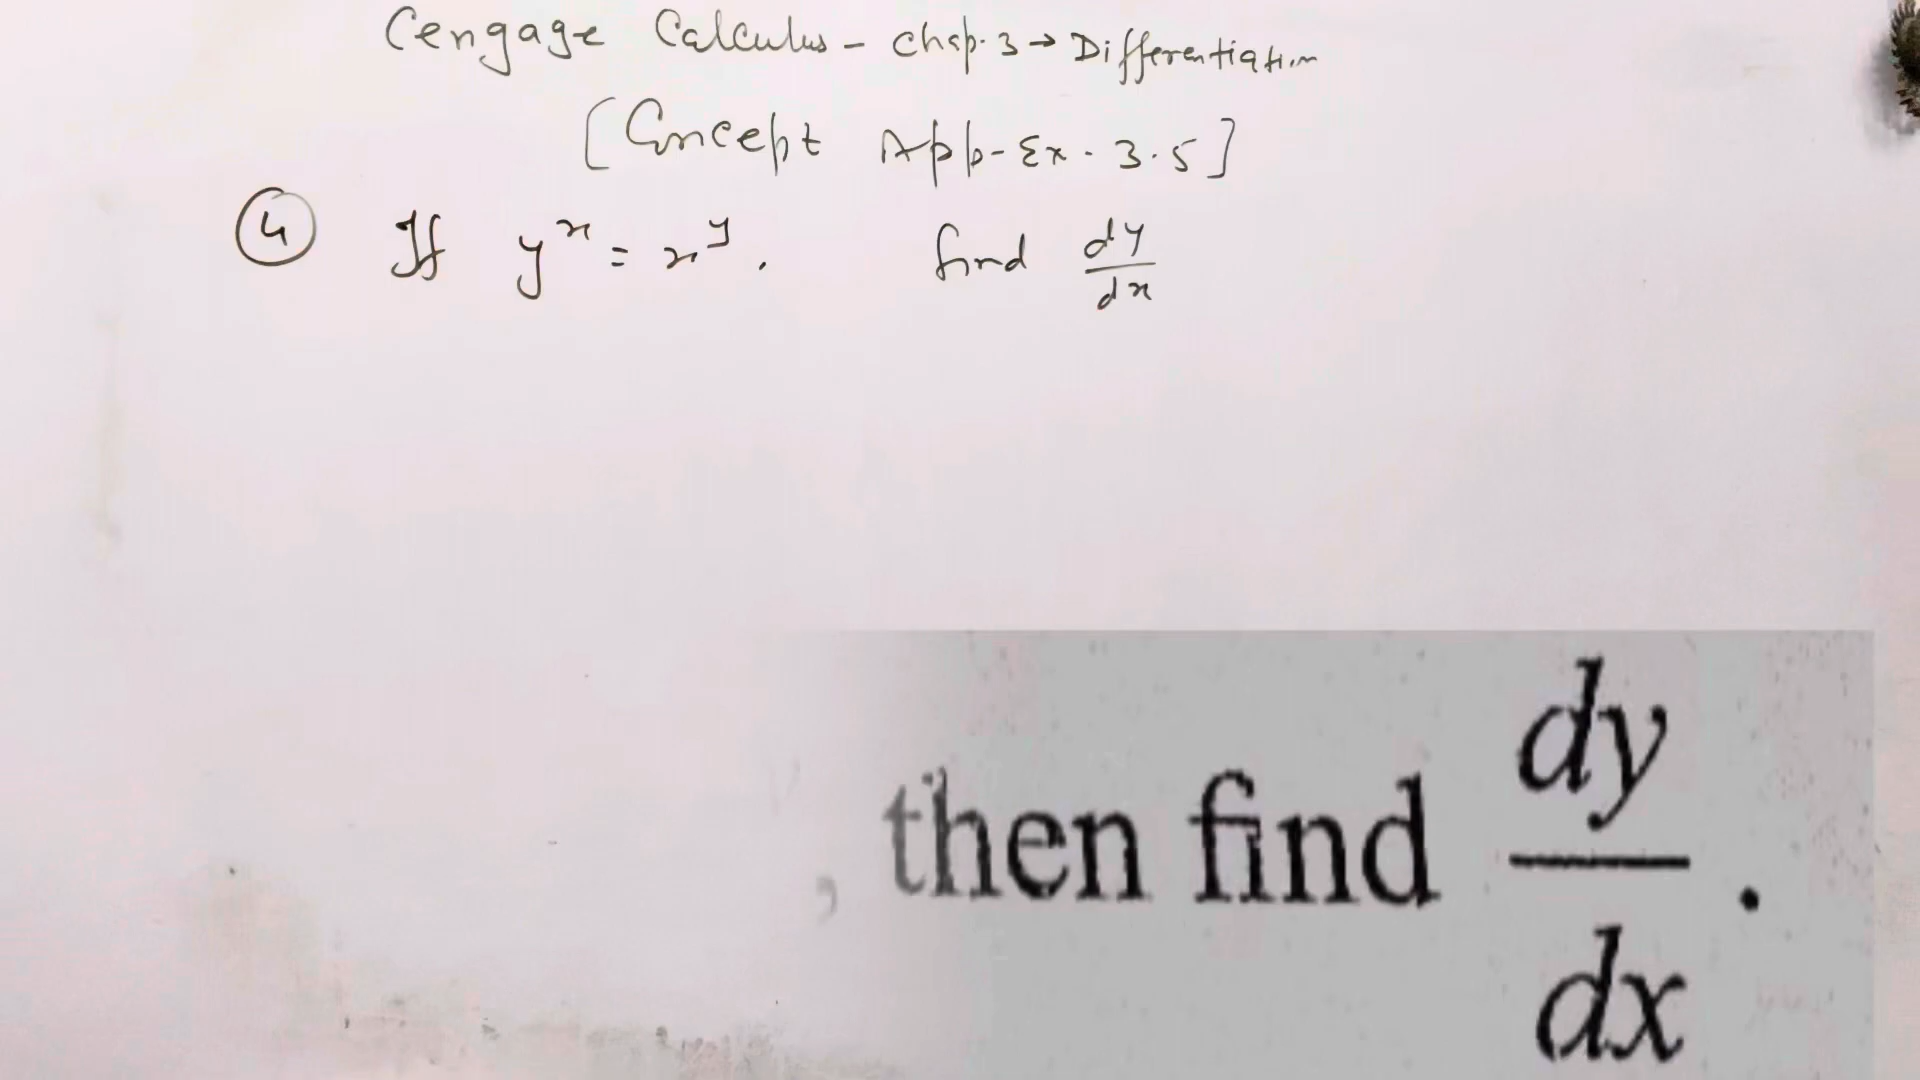 Cengage Calculus - Chap. 3 → Differentiation
[Concept App - Ex - 3.5]
4 If y^x = x^y. find dy/dx
, then find dy/dx.